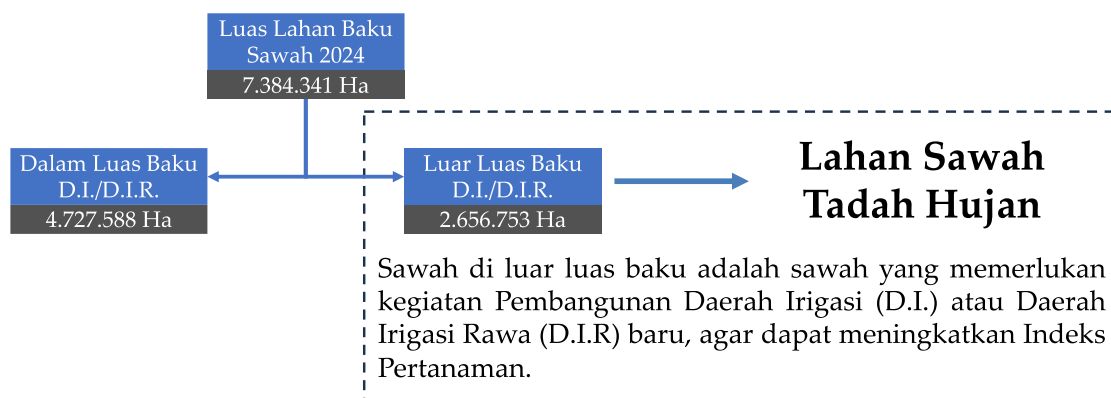 Luas Lahan Baku
Sawah 2024
7.384.341 Ha
Dalam Luas Baku
D.I./D.I.R.
4.727.588 Ha
Luar Luas Baku
D.I./D.I.R.
2.656.753 Ha
Lahan Sawah
Tadah Hujan
Sawah di luar luas baku adalah sawah yang memerlukan
kegiatan Pembangunan Daerah Irigasi (D.I.) atau Daerah
Irigasi Rawa (D.I.R) baru, agar dapat meningkatkan Indeks
Pertanaman.